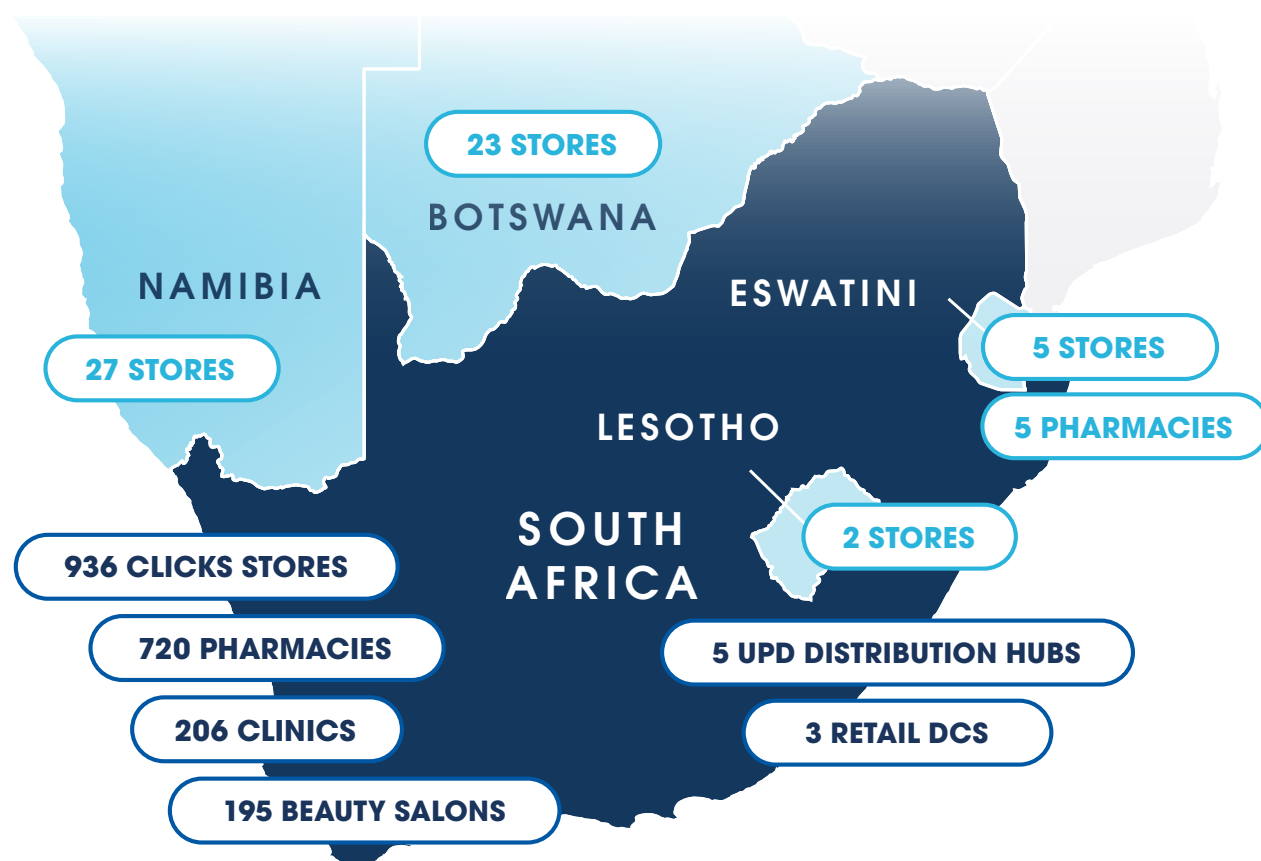 23 STORES
BOTSWANA
NAMIBIA
27 STORES
ESWATINI
5 STORES
5 PHARMACIES
LESOTHO
2 STORES
SOUTH
AFRICA
936 CLICKS STORES
720 PHARMACIES
206 CLINICS
195 BEAUTY SALONS
5 UPD DISTRIBUTION HUBS
3 RETAIL DCS